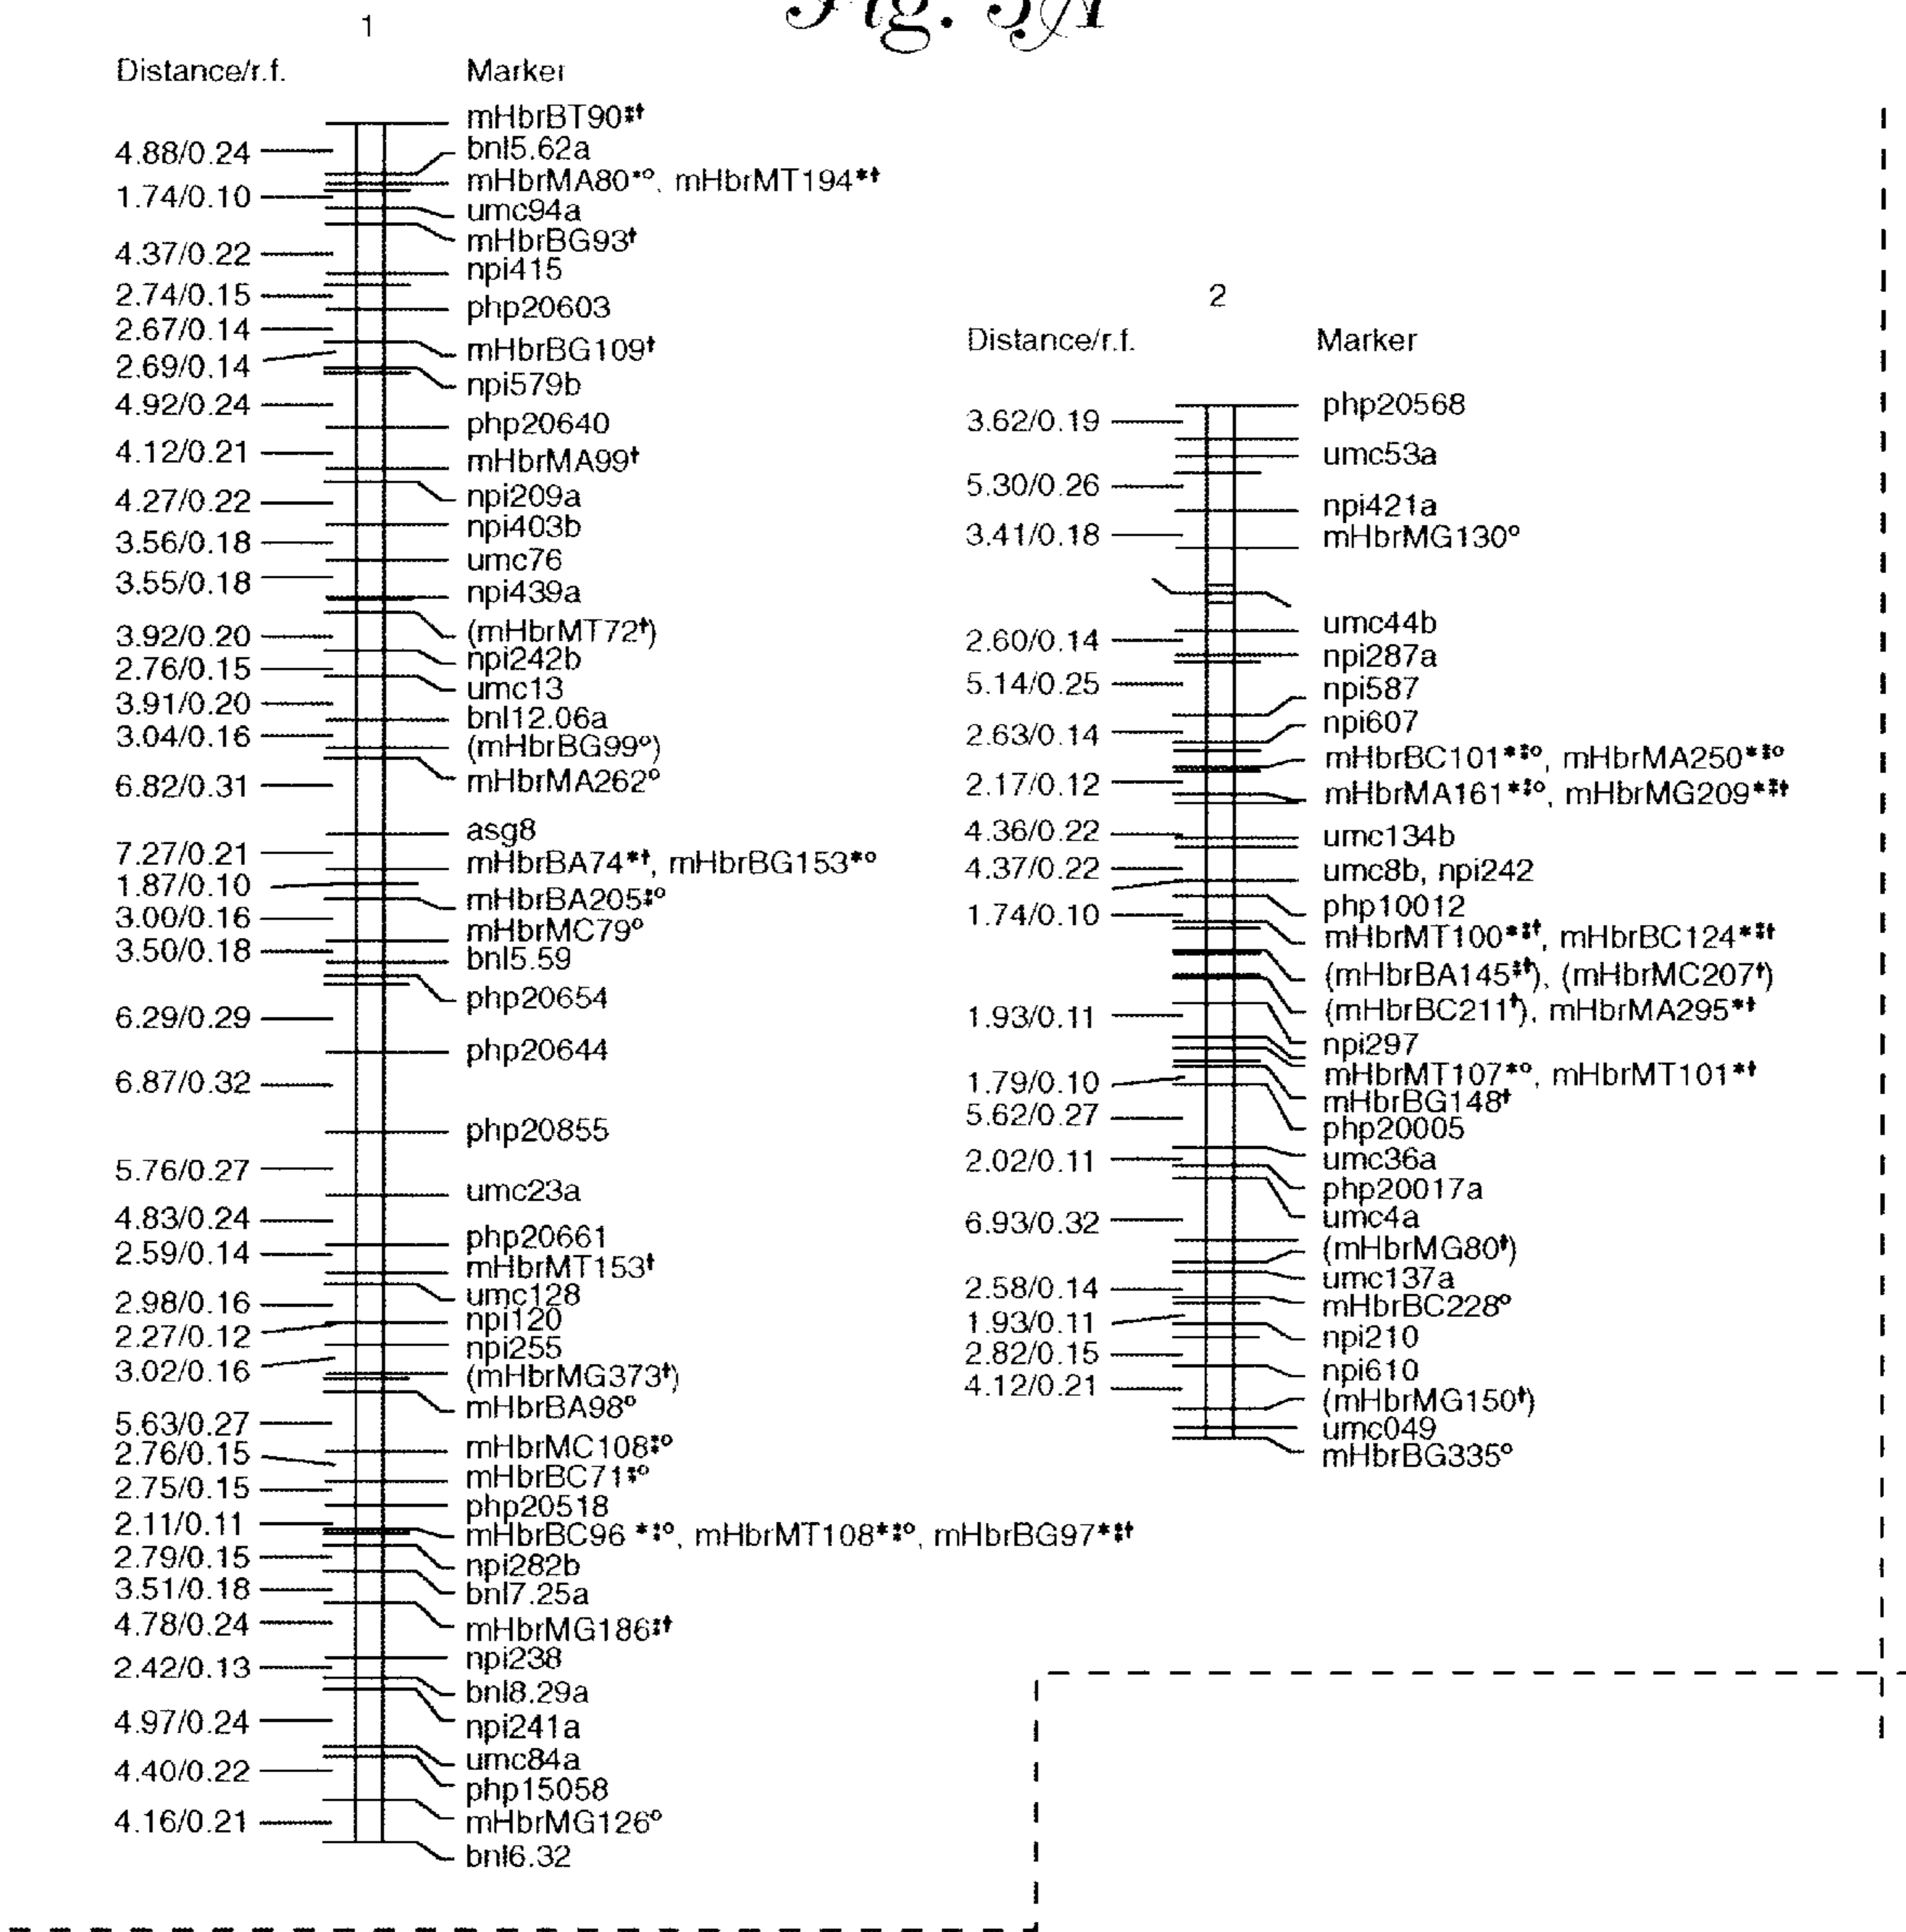 Fig. 5A
1
Distance/r.f. Marker
mHbrBT90‡†
4.88/0.24 bnl5.62a
mHbrMA80*°, mHbrMT194*†
1.74/0.10 umc94a
mHbrBG93†
4.37/0.22 npi415
2.74/0.15 php20603
2.67/0.14 mHbrBG109†
2.69/0.14 npi579b
4.92/0.24 php20640
4.12/0.21 mHbrMA99†
4.27/0.22 npi209a
npi403b
3.56/0.18 umc76
3.55/0.18 npi439a
3.92/0.20 (mHbrMT72†)
2.76/0.15 npi242b
umc13
3.91/0.20 bnl12.06a
3.04/0.16 (mHbrBG99°)
6.82/0.31 mHbrMA262°
asg8
7.27/0.21 mHbrBA74*†, mHbrBG153*°
1.87/0.10 mHbrBA205‡°
3.00/0.16 mHbrMC79°
3.50/0.18 bnl5.59
php20654
6.29/0.29
php20644
6.87/0.32
php20855
5.76/0.27
umc23a
4.83/0.24 php20661
2.59/0.14 mHbrMT153†
2.98/0.16 umc128
2.27/0.12 npi120
npi255
3.02/0.16 (mHbrMG373†)
5.63/0.27 mHbrBA98°
2.76/0.15 mHbrMC108‡°
2.75/0.15 mHbrBC71‡°
php20518
2.11/0.11 mHbrBC96 *‡°, mHbrMT108*‡°, mHbrBG97*‡†
2.79/0.15 npi282b
3.51/0.18 bnl7.25a
4.78/0.24 mHbrMG186‡†
2.42/0.13 npi238
bnl8.29a
4.97/0.24 npi241a
4.40/0.22 umc84a
php15058
4.16/0.21 mHbrMG126°
bnl6.32
2
Distance/r.f. Marker
php20568
3.62/0.19
umc53a
5.30/0.26
npi421a
3.41/0.18 mHbrMG130°
umc44b
2.60/0.14 npi287a
5.14/0.25 npi587
2.63/0.14 npi607
mHbrBC101*‡°, mHbrMA250*‡°
2.17/0.12 mHbrMA161*‡°, mHbrMG209*‡†
4.36/0.22 umc134b
4.37/0.22 umc8b, npi242
1.74/0.10 php10012
mHbrMT100*‡†, mHbrBC124*‡†
(mHbrBA145‡†), (mHbrMC207†)
1.93/0.11 (mHbrBC211†), mHbrMA295*†
npi297
1.79/0.10 mHbrMT107*°, mHbrMT101*†
mHbrBG148†
5.62/0.27 php20005
2.02/0.11 umc36a
php20017a
6.93/0.32 umc4a
(mHbrMG80†)
2.58/0.14 umc137a
mHbrBC228°
1.93/0.11 npi210
2.82/0.15 npi610
4.12/0.21 (mHbrMG150†)
umc049
mHbrBG335°